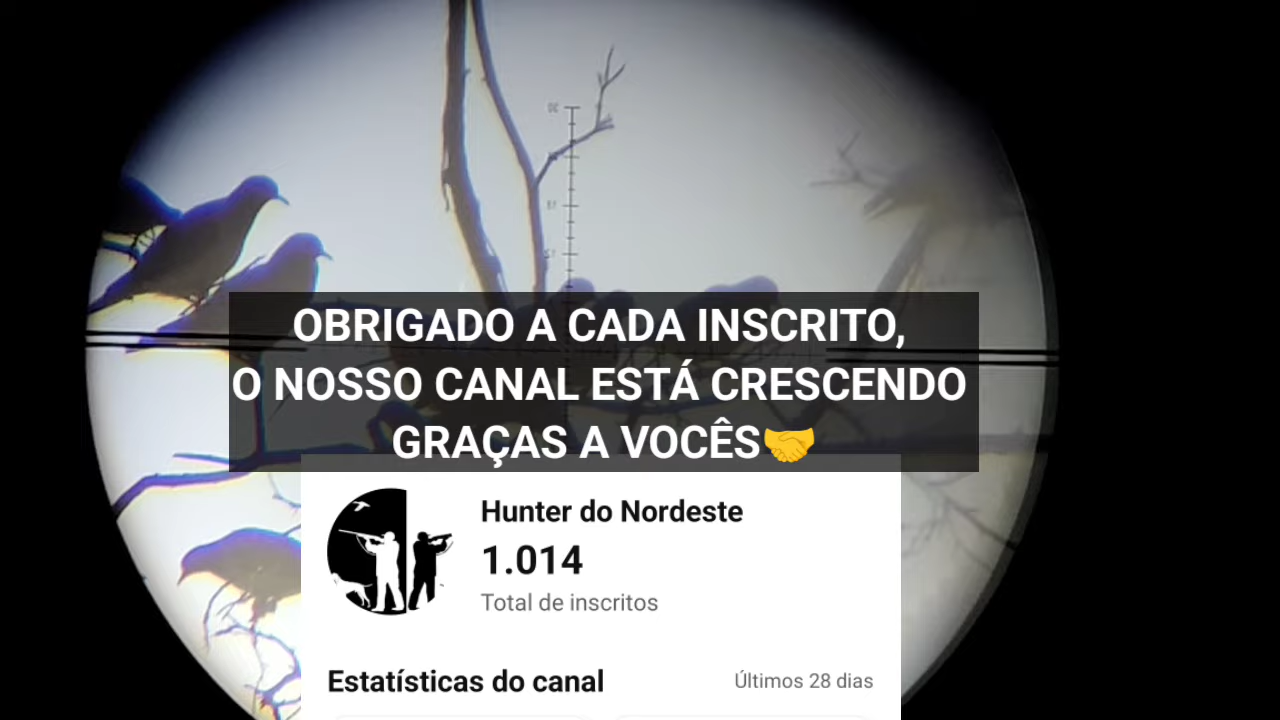 OBRIGADO A CADA INSCRITO,
O NOSSO CANAL ESTÁ CRESCENDO
GRAÇAS A VOCÊS🤝
Hunter do Nordeste
1.014
Total de inscritos
Estatísticas do canal
Últimos 28 dias